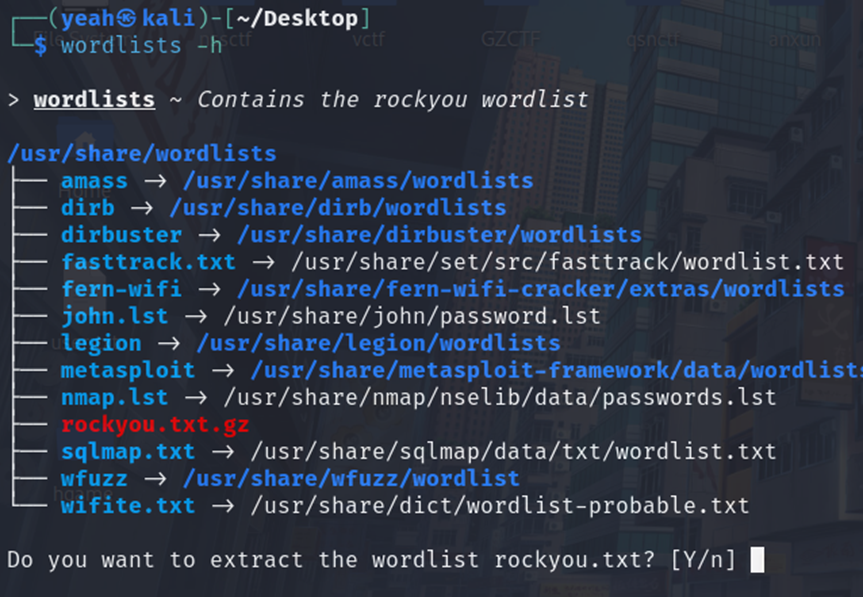 ┌──(yeah㉿kali)-[~/Desktop]
└─$ wordlists -h
> wordlists ~ Contains the rockyou wordlist
/usr/share/wordlists
├── amass → /usr/share/amass/wordlists
├── dirb → /usr/share/dirb/wordlists
├── dirbuster → /usr/share/dirbuster/wordlists
├── fasttrack.txt → /usr/share/set/src/fasttrack/wordlist.txt
├── fern-wifi → /usr/share/fern-wifi-cracker/extras/wordlists
├── john.lst → /usr/share/john/password.lst
├── legion → /usr/share/legion/wordlists
├── metasploit → /usr/share/metasploit-framework/data/wordlists
├── nmap.lst → /usr/share/nmap/nselib/data/passwords.lst
├── rockyou.txt.gz
├── sqlmap.txt → /usr/share/sqlmap/data/txt/wordlist.txt
├── wfuzz → /usr/share/wfuzz/wordlist
└── wifite.txt → /usr/share/dict/wordlist-probable.txt
Do you want to extract the wordlist rockyou.txt? [Y/n]
vctf
GZCTF
qsnctf
anxun